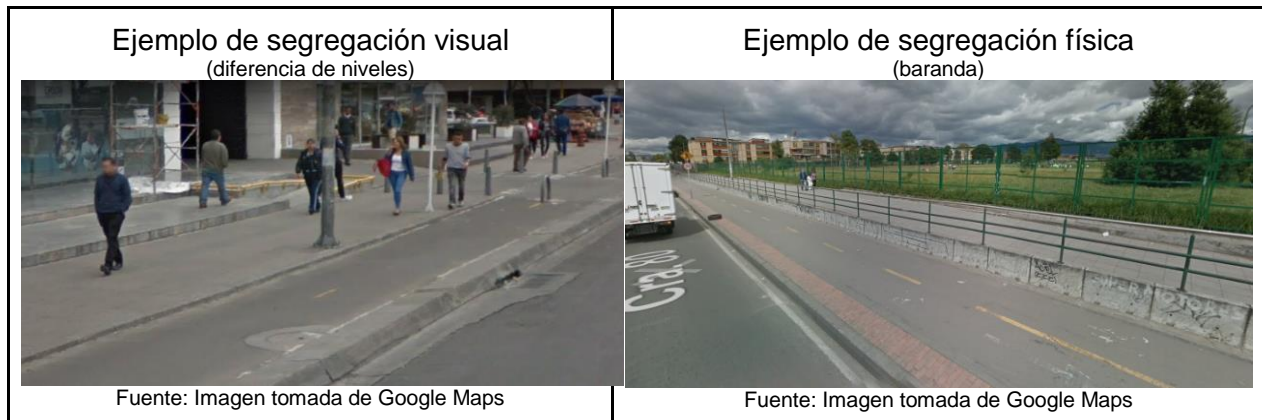 Ejemplo de segregación visual
(diferencia de niveles)
Fuente: Imagen tomada de Google Maps
Ejemplo de segregación física
(baranda)
Cra. 80
Fuente: Imagen tomada de Google Maps